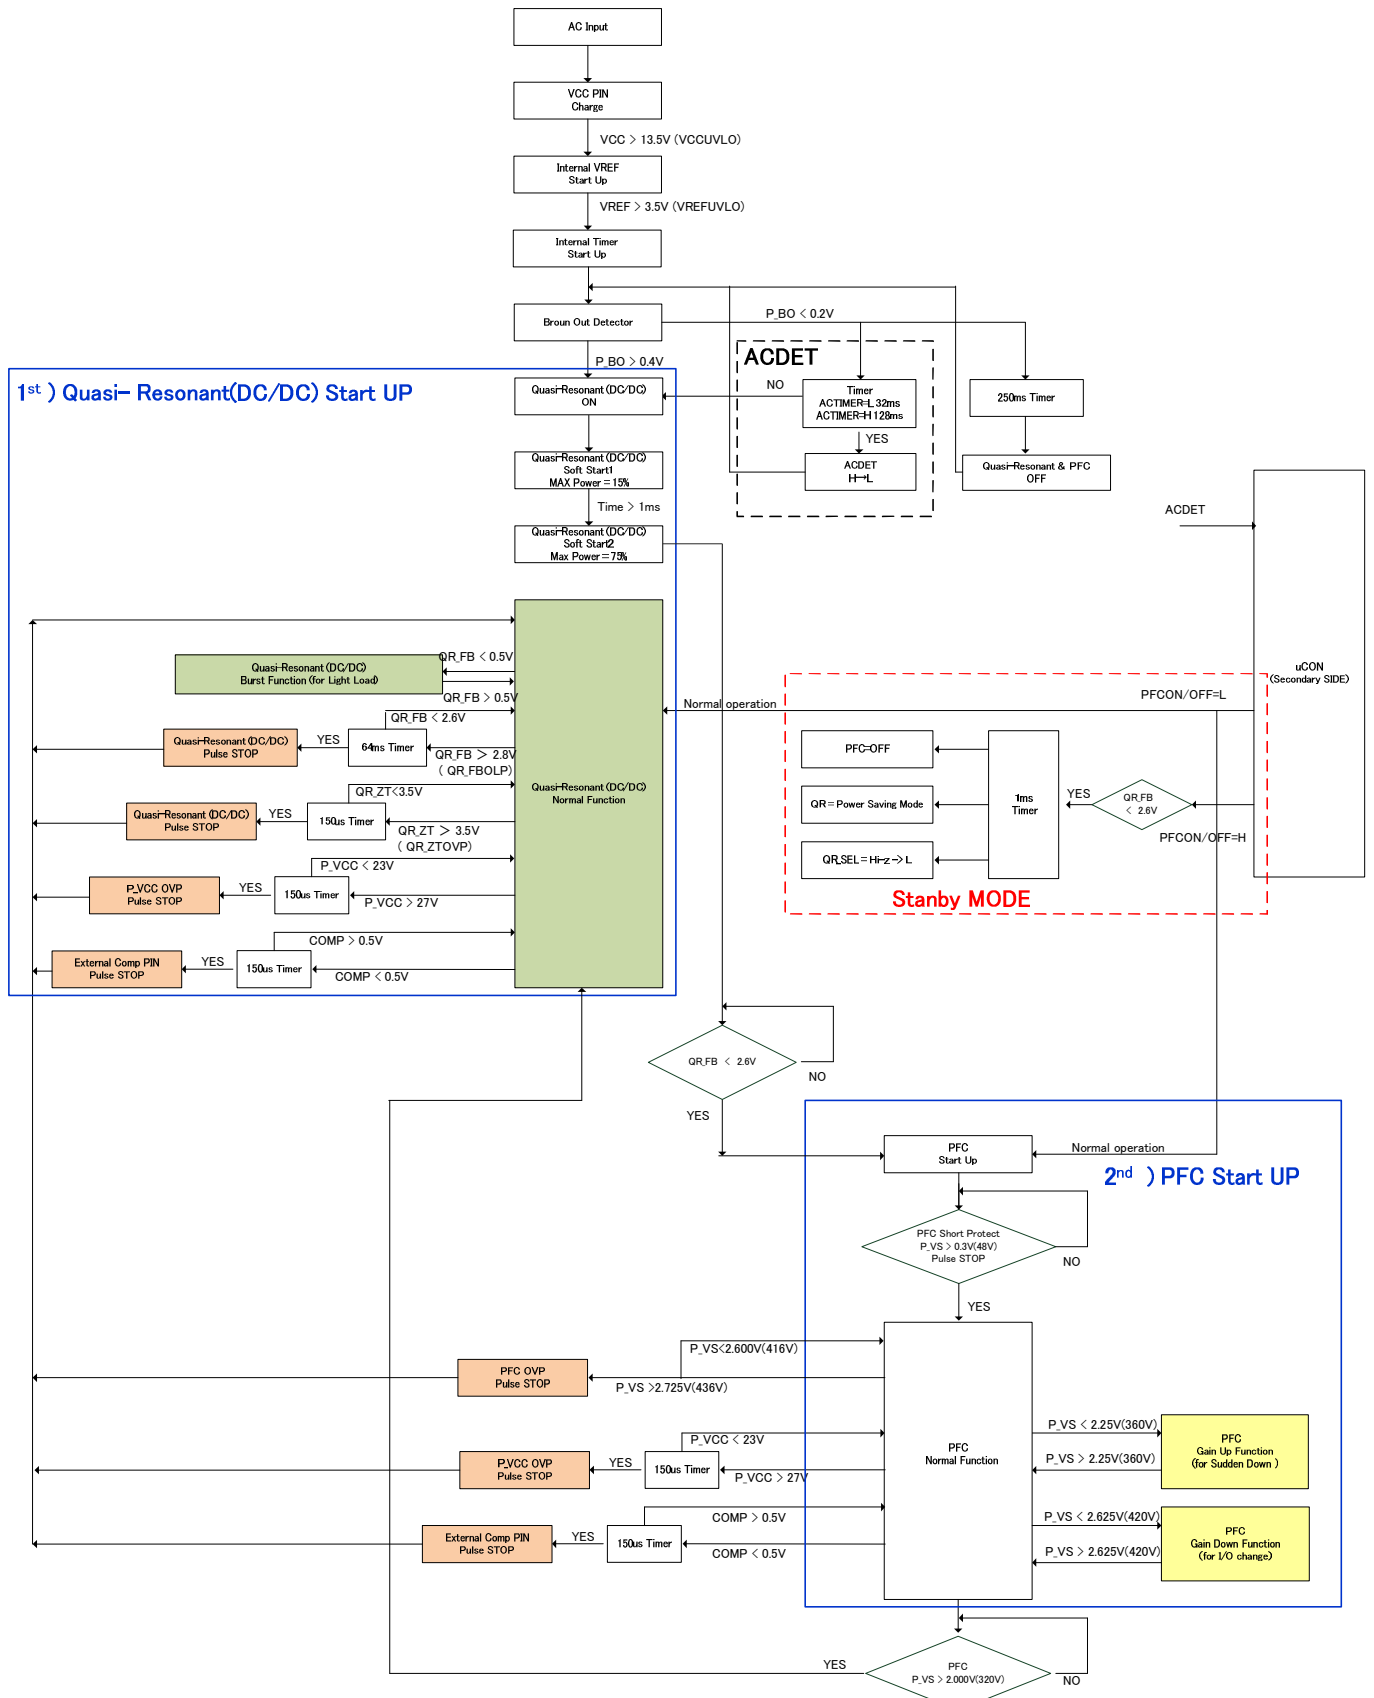 AC Input
VCC PIN
Charge
VCC > 13.5V (VCCUVLO)
Internal VREF
Start Up
VREF > 3.5V (VREFUVLO)
Internal Timer
Start Up
Broun Out Detector
P_BO < 0.2V
P_BO > 0.4V
ACDET
NO
Timer
ACTIMER=L 32ms
ACTIMER=H 128ms
YES
ACDET
H→L
250ms Timer
Quasi-Resonant & PFC
OFF
1st ) Quasi- Resonant(DC/DC) Start UP
Quasi-Resonant (DC/DC)
ON
Quasi-Resonant (DC/DC)
Soft Start1
MAX Power = 15%
Time > 1ms
Quasi-Resonant (DC/DC)
Soft Start2
Max Power = 75%
ACDET
uCON
(Secondary SIDE)
Quasi-Resonant (DC/DC)
Burst Function (for Light Load)
QR_FB < 0.5V
QR_FB > 0.5V
QR_FB < 2.6V
Quasi-Resonant (DC/DC)
Pulse STOP
YES
64ms Timer
QR_FB > 2.8V
( QR_FBOLP)
Quasi-Resonant (DC/DC)
Normal Function
QR_ZT<3.5V
Quasi-Resonant (DC/DC)
Pulse STOP
YES
150us Timer
QR_ZT > 3.5V
( QR_ZTOVP)
P_VCC < 23V
P_VCC OVP
Pulse STOP
YES
150us Timer
P_VCC > 27V
COMP > 0.5V
External Comp PIN
Pulse STOP
YES
150us Timer
COMP < 0.5V
Normal operation
PFCON/OFF=L
PFC=OFF
QR = Power Saving Mode
QR_SEL = Hi-z -> L
1ms
Timer
YES
QR_FB
< 2.6V
PFCON/OFF=H
Stanby MODE
QR_FB < 2.6V
NO
YES
PFC
Start Up
Normal operation
2nd ) PFC Start UP
PFC Short Protect
P_VS > 0.3V(48V)
Pulse STOP
NO
YES
P_VS<2.600V(416V)
PFC OVP
Pulse STOP
P_VS >2.725V(436V)
P_VCC < 23V
P_VCC OVP
Pulse STOP
YES
150us Timer
P_VCC > 27V
COMP > 0.5V
External Comp PIN
Pulse STOP
YES
150us Timer
COMP < 0.5V
PFC
Normal Function
P_VS < 2.25V(360V)
P_VS > 2.25V(360V)
PFC
Gain Up Function
(for Sudden Down )
P_VS < 2.625V(420V)
P_VS > 2.625V(420V)
PFC
Gain Down Function
(for I/O change)
YES
PFC
P_VS > 2.000V(320V)
NO